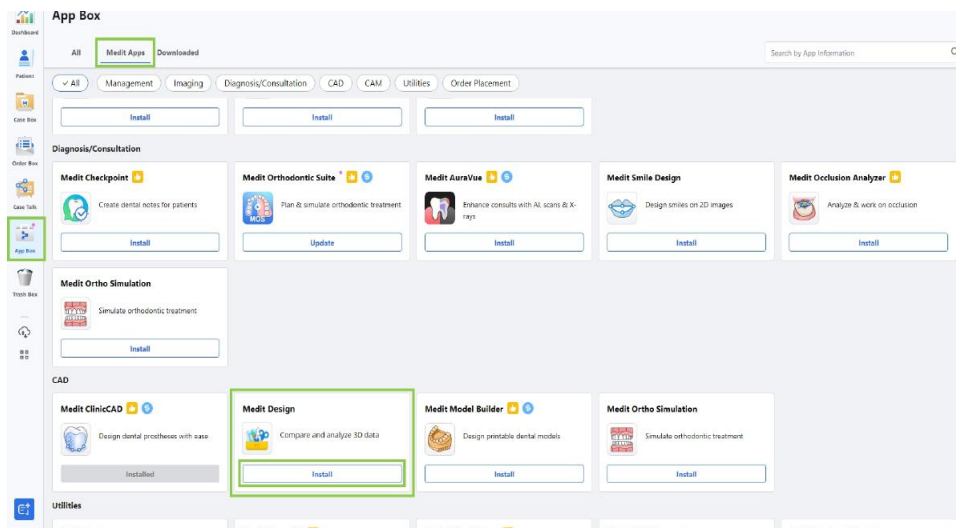 App Box
Dashboard
Patient
Case Box
Order Box
Case Talk
App Box
Trash Box
All
Medit Apps
Downloaded
Search by App Information
All
Management
Imaging
Diagnosis/Consultation
CAD
CAM
Utilities
Order Placement
Install
Install
Install
Diagnosis/Consultation
Medit Checkpoint
Create dental notes for patients
Install
Medit Orthodontic Suite
MOS
Plan & simulate orthodontic treatment
Update
Medit AuraVue
Enhance consults with AI, scans & X-
rays
Install
Medit Smile Design
Design smiles on 2D images
Install
Medit Occlusion Analyzer
Analyze & work on occlusion
Install
Medit Ortho Simulation
Simulate orthodontic treatment
Install
CAD
Medit ClinicCAD
Design dental prostheses with ease
Installed
Medit Design
Compare and analyze 3D data
Install
Medit Model Builder
Design printable dental models
Install
Medit Ortho Simulation
Simulate orthodontic treatment
Install
Utilities